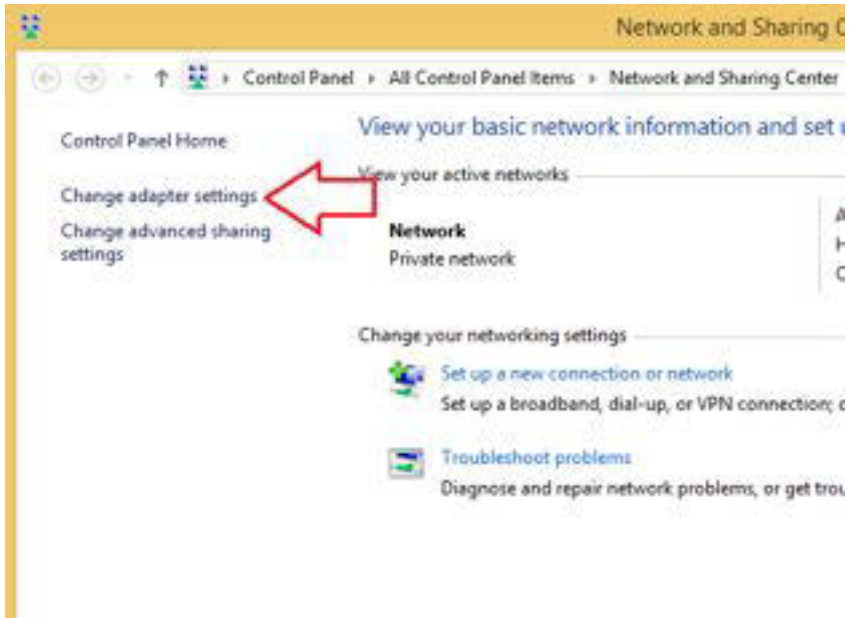 Network and Sharing C
Control Panel All Control Panel Items Network and Sharing Center
Control Panel Home
Change adapter settings
Change advanced sharing
settings
View your basic network information and set u
View your active networks
Network
Private network
A
H
C
Change your networking settings
Set up a new connection or network
Set up a broadband, dial-up, or VPN connection;
Troubleshoot problems
Diagnose and repair network problems, or get trou